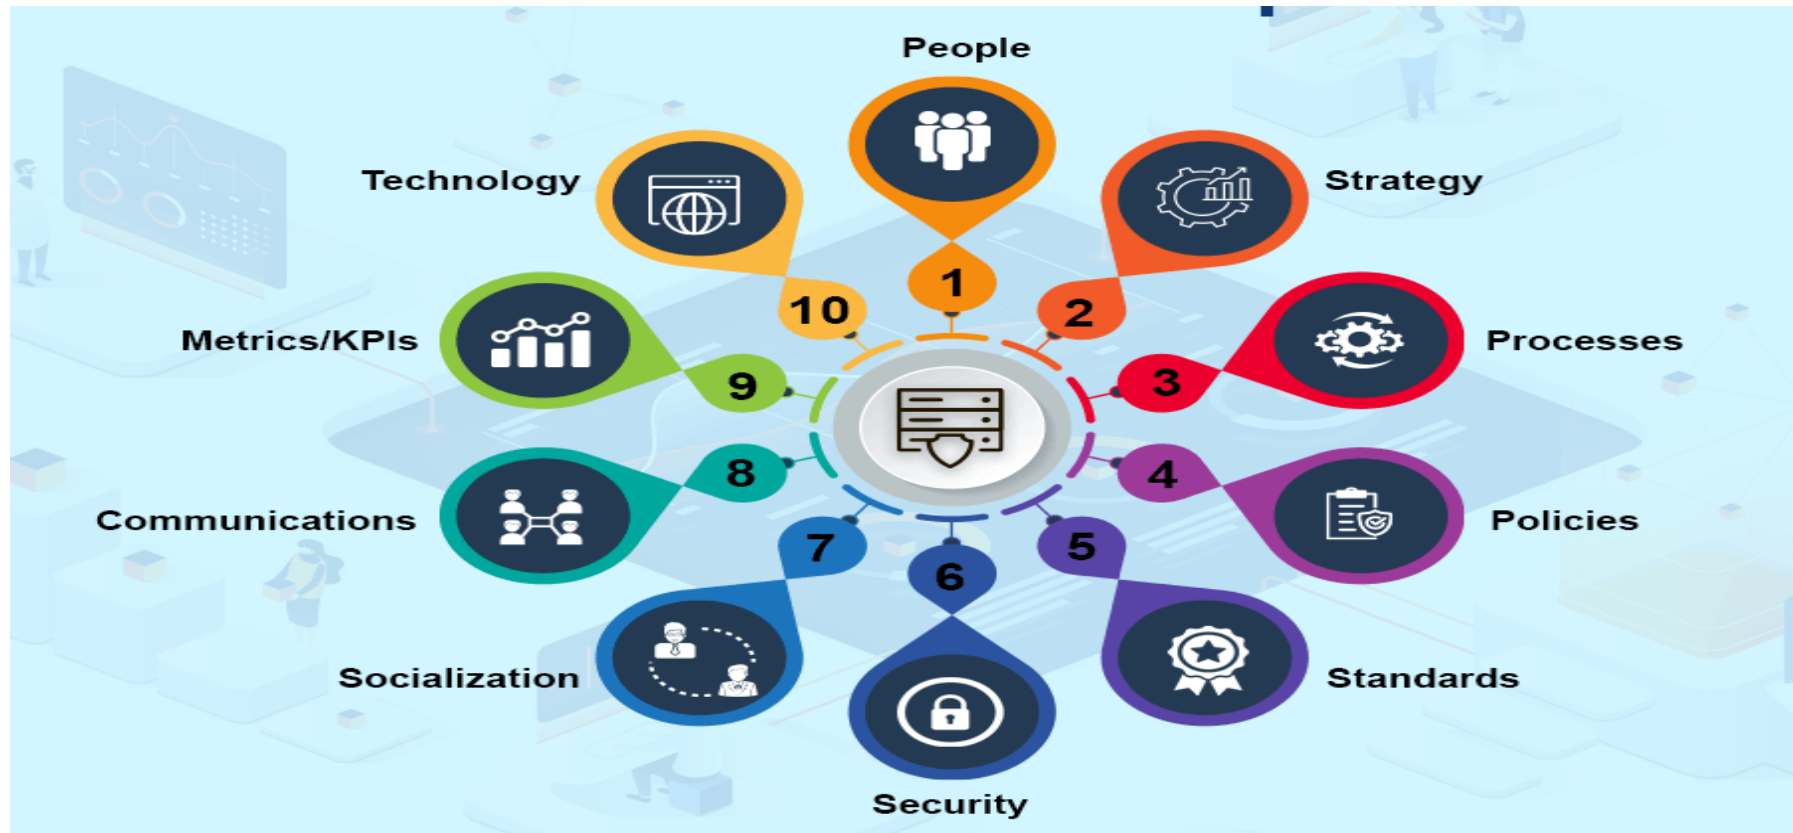 People
1
Strategy
2
Processes
3
Policies
4
Standards
5
Security
6
Socialization
7
Communications
8
Metrics/KPIs
9
Technology
10